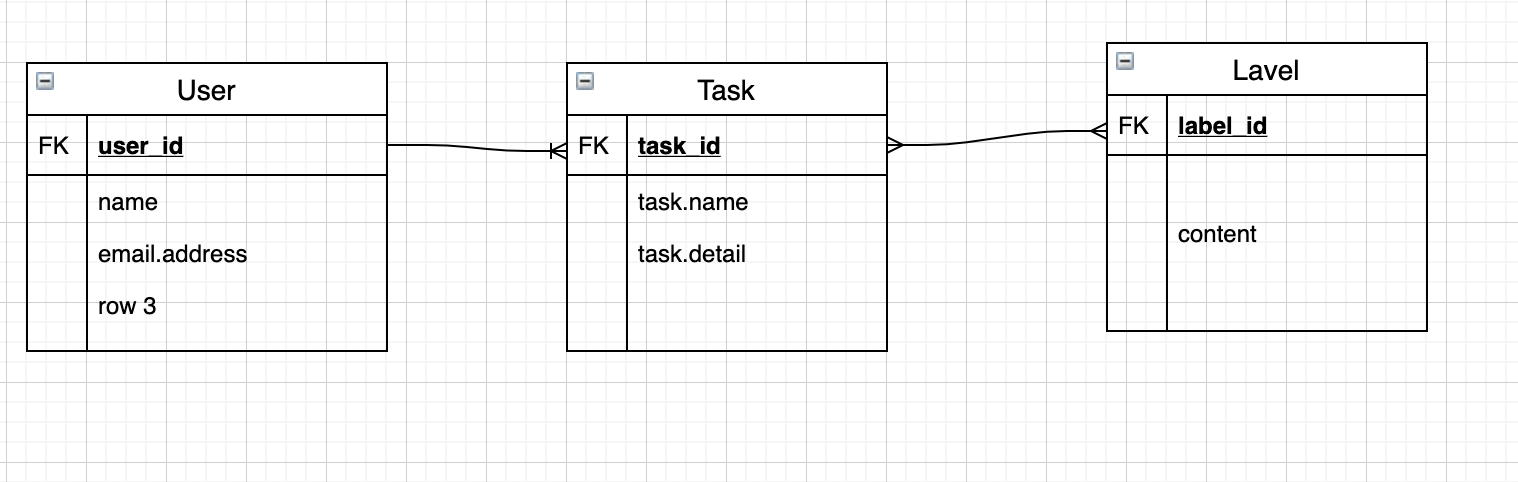 User
FK user_id
name
email.address
row 3
Task
FK task_id
task.name
task.detail
Lavel
FK label_id
content